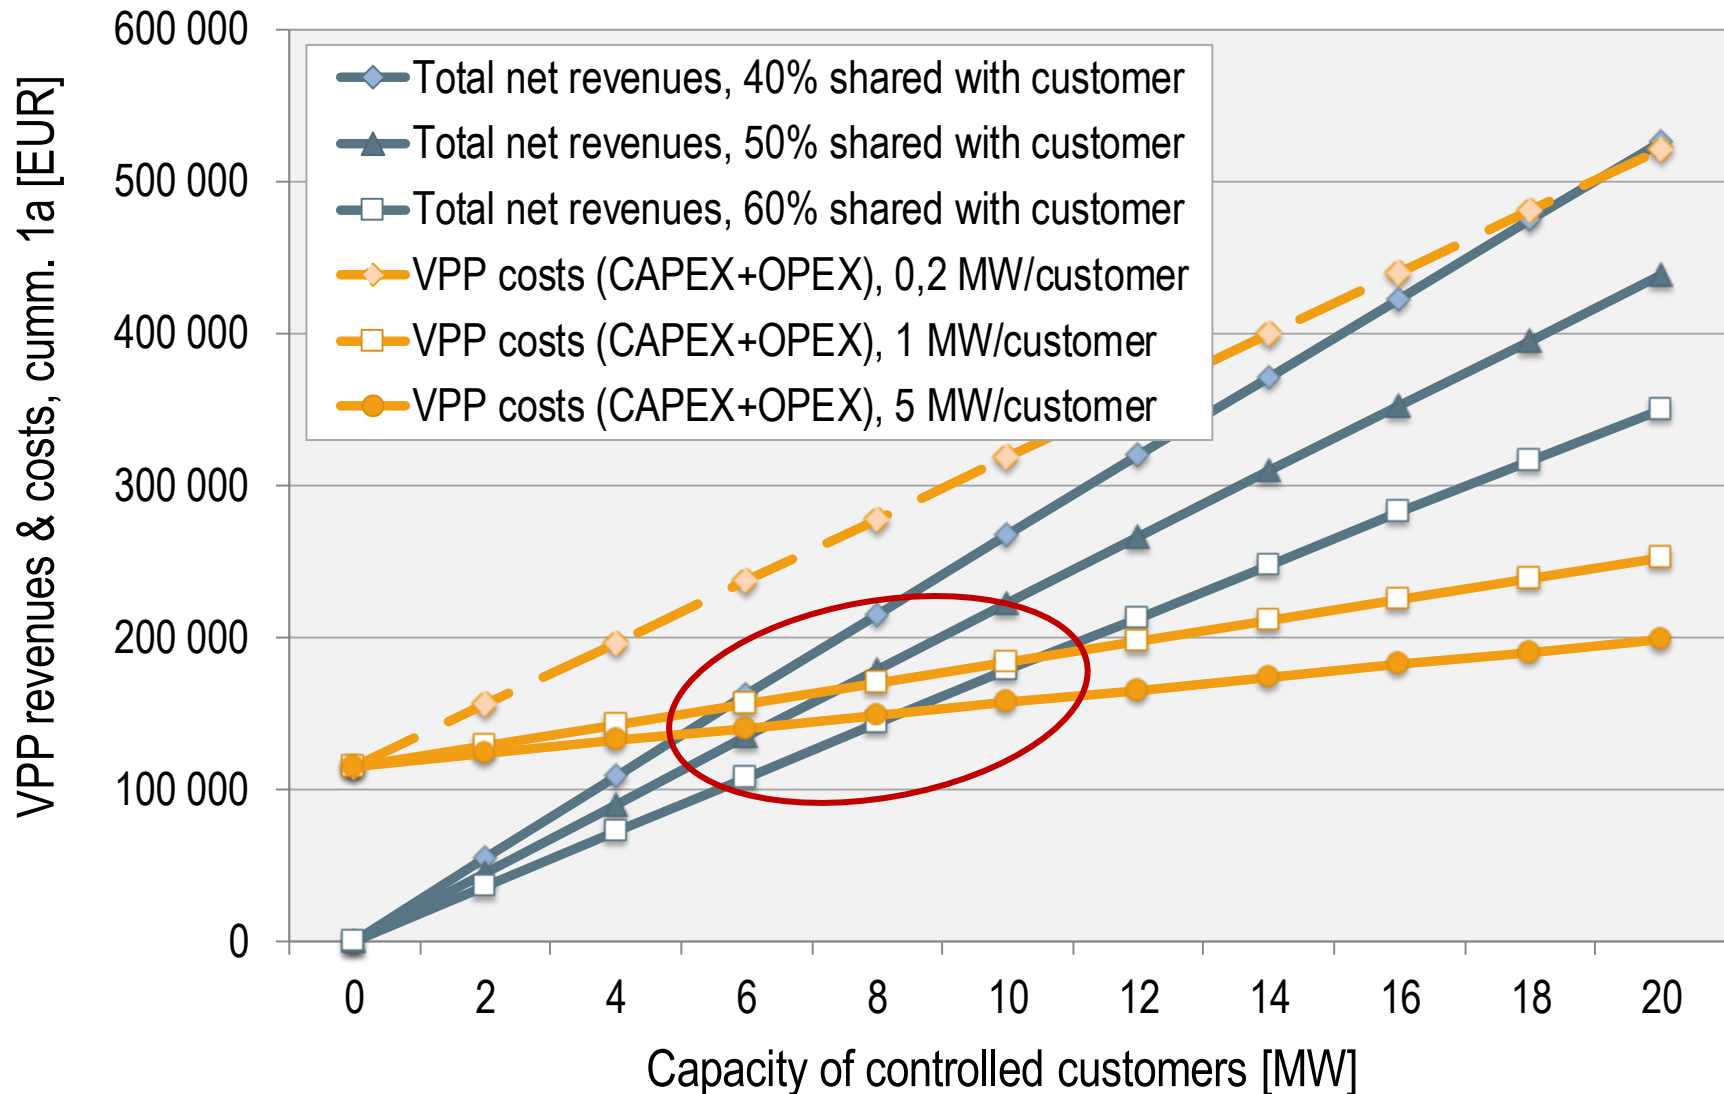 VPP revenues & costs, cumm. 1a [EUR]
600 000
500 000
400 000
300 000
200 000
100 000
0
Total net revenues, 40% shared with customer
Total net revenues, 50% shared with customer
Total net revenues, 60% shared with customer
VPP costs (CAPEX+OPEX), 0,2 MW/customer
VPP costs (CAPEX+OPEX), 1 MW/customer
VPP costs (CAPEX+OPEX), 5 MW/customer
0 2 4 6 8 10 12 14 16 18 20
Capacity of controlled customers [MW]